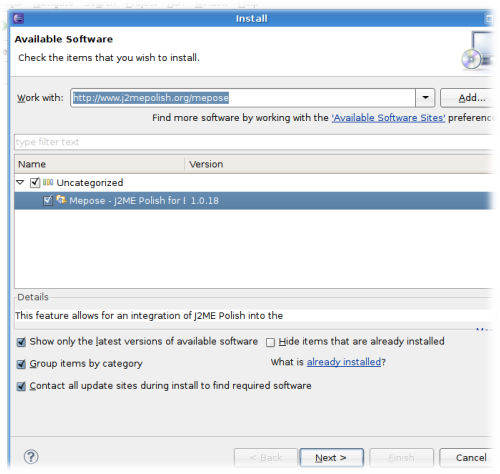 Install
Available Software
Check the items that you wish to install.
Work with: http://www.j2mepolish.org/mepose Add...
Find more software by working with the 'Available Software Sites' preferenc
type filter text
Name Version
Uncategorized
Mepose - J2ME Polish for 1.0.18
Details
This feature allows for an integration of J2ME Polish into the
Show only the latest versions of available software Hide items that are already installed
Group items by category What is already installed?
Contact all update sites during install to find required software
? < Back Next > Finish Cancel